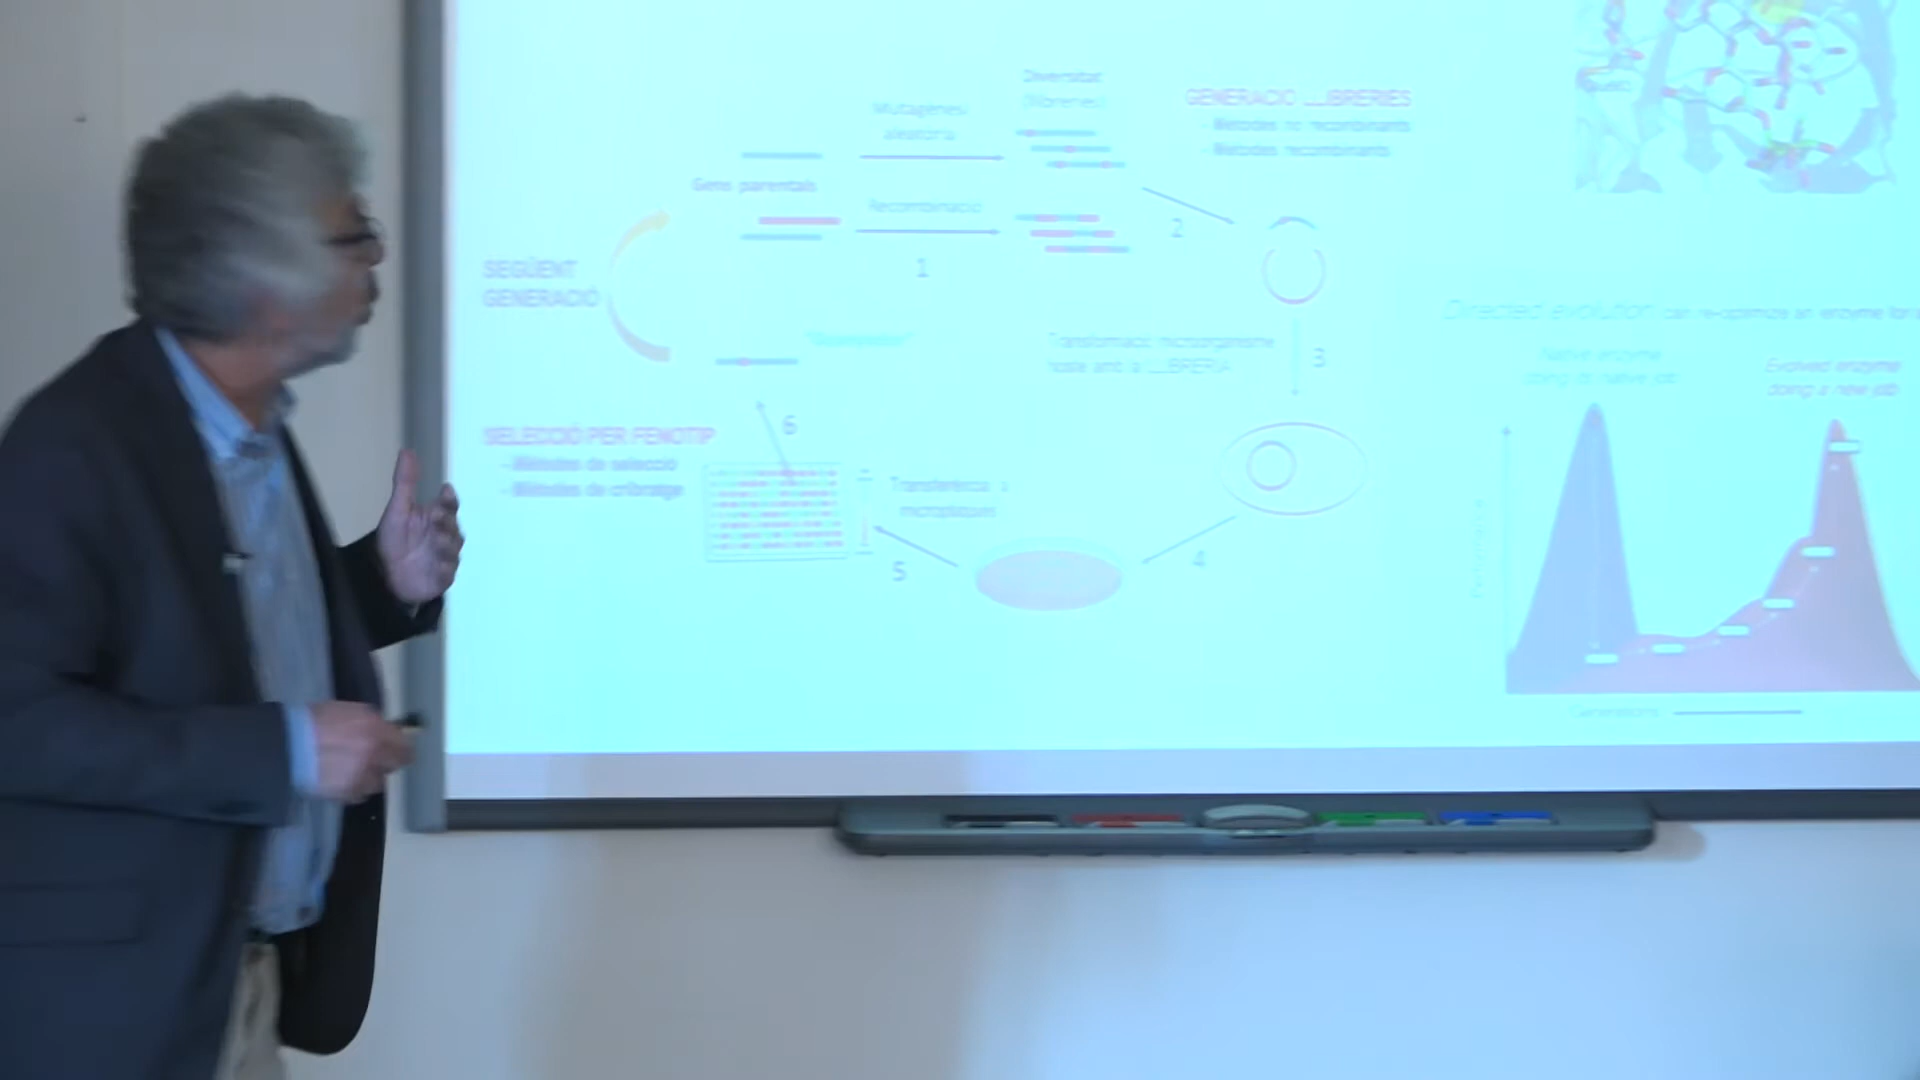 Diversitat
(llibreries)
Mutagènesi
aleatòria
GENERACIÓ LLIBRERIES
- Mètodes no recombinants
- Mètodes recombinants
Gens parentals
Recombinació
1
2
SEGÜENT
GENERACIÓ
Transformació microorganisme
hoste amb la LLIBRERIA
3
SELECCIÓ PER FENOTIP
- Mètodes de selecció
- Mètodes de cribratge
6
Transferència a
microplaques
5
4
Directed evolution can re-optimize an enzyme for
Native enzyme
doing its native job
Evolved enzyme
doing a new job
Generations